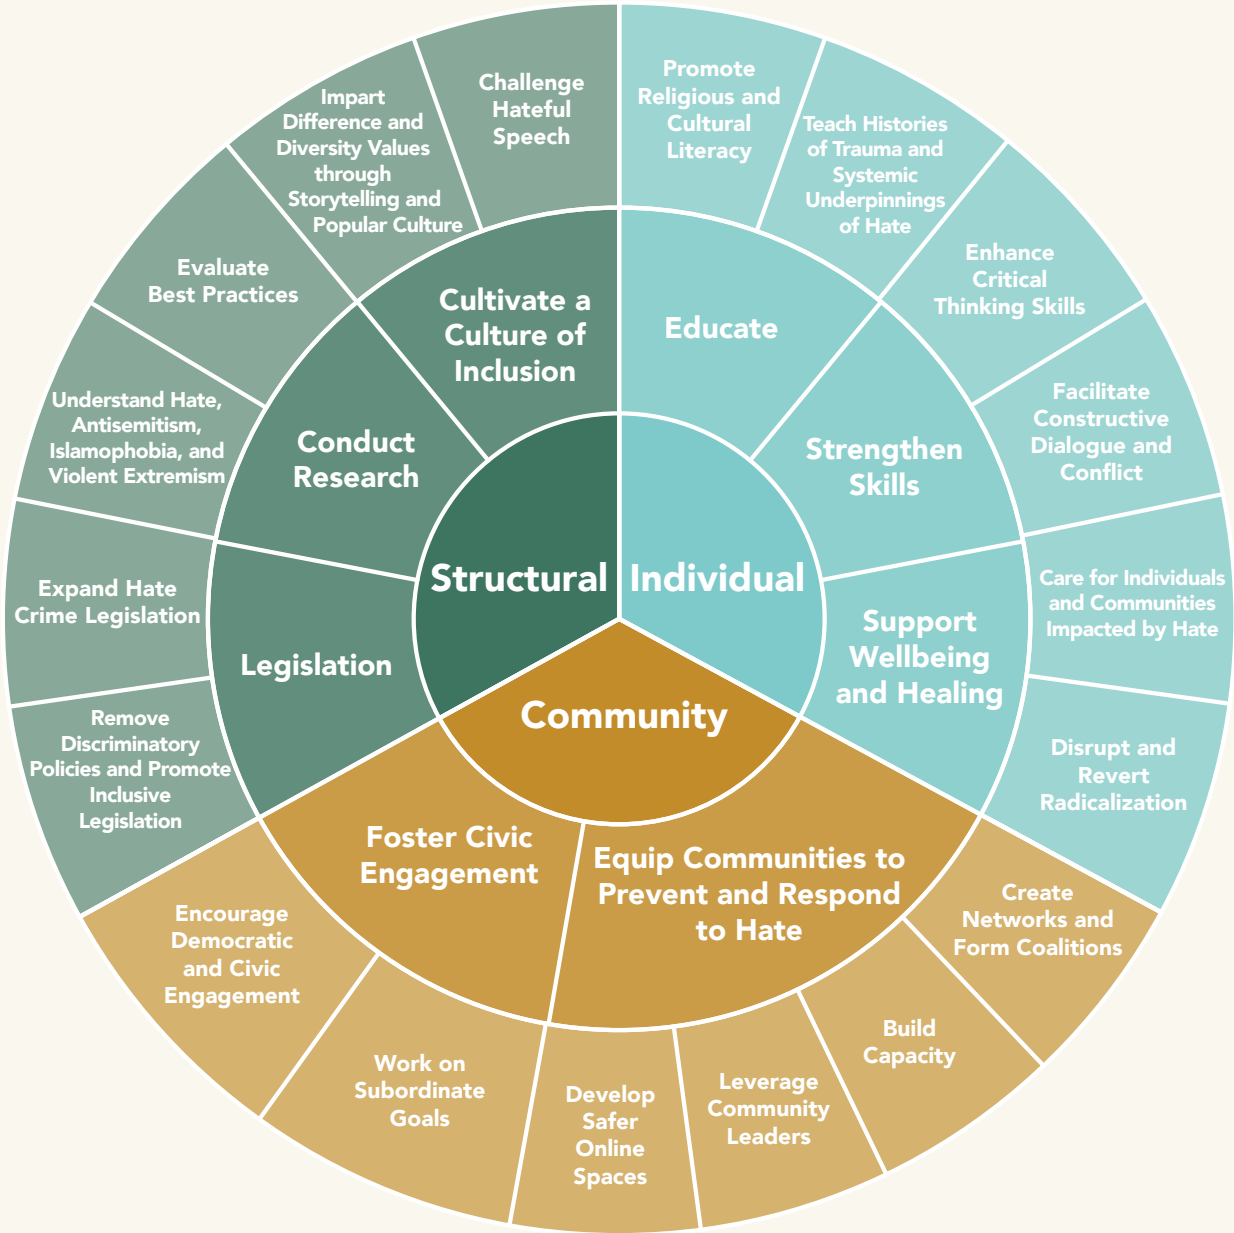 Structural
Individual
Community
Educate
Strengthen
Skills
Support
Wellbeing
and Healing
Equip Communities to
Prevent and Respond
to Hate
Foster Civic
Engagement
Legislation
Conduct
Research
Cultivate a
Culture of
Inclusion
Promote
Religious and
Cultural
Literacy
Teach Histories
of Trauma and
Systemic
Underpinnings
of Hate
Enhance
Critical
Thinking Skills
Facilitate
Constructive
Dialogue and
Conflict
Care for Individuals
and Communities
Impacted by Hate
Disrupt and
Revert
Radicalization
Create
Networks and
Form Coalitions
Build
Capacity
Leverage
Community
Leaders
Develop
Safer
Online
Spaces
Work on
Subordinate
Goals
Encourage
Democratic
and Civic
Engagement
Remove
Discriminatory
Policies and Promote
Inclusive
Legislation
Expand Hate
Crime Legislation
Understand Hate,
Antisemitism,
Islamophobia, and
Violent Extremism
Evaluate
Best Practices
Impart
Difference and
Diversity Values
through
Storytelling and
Popular Culture
Challenge
Hateful
Speech